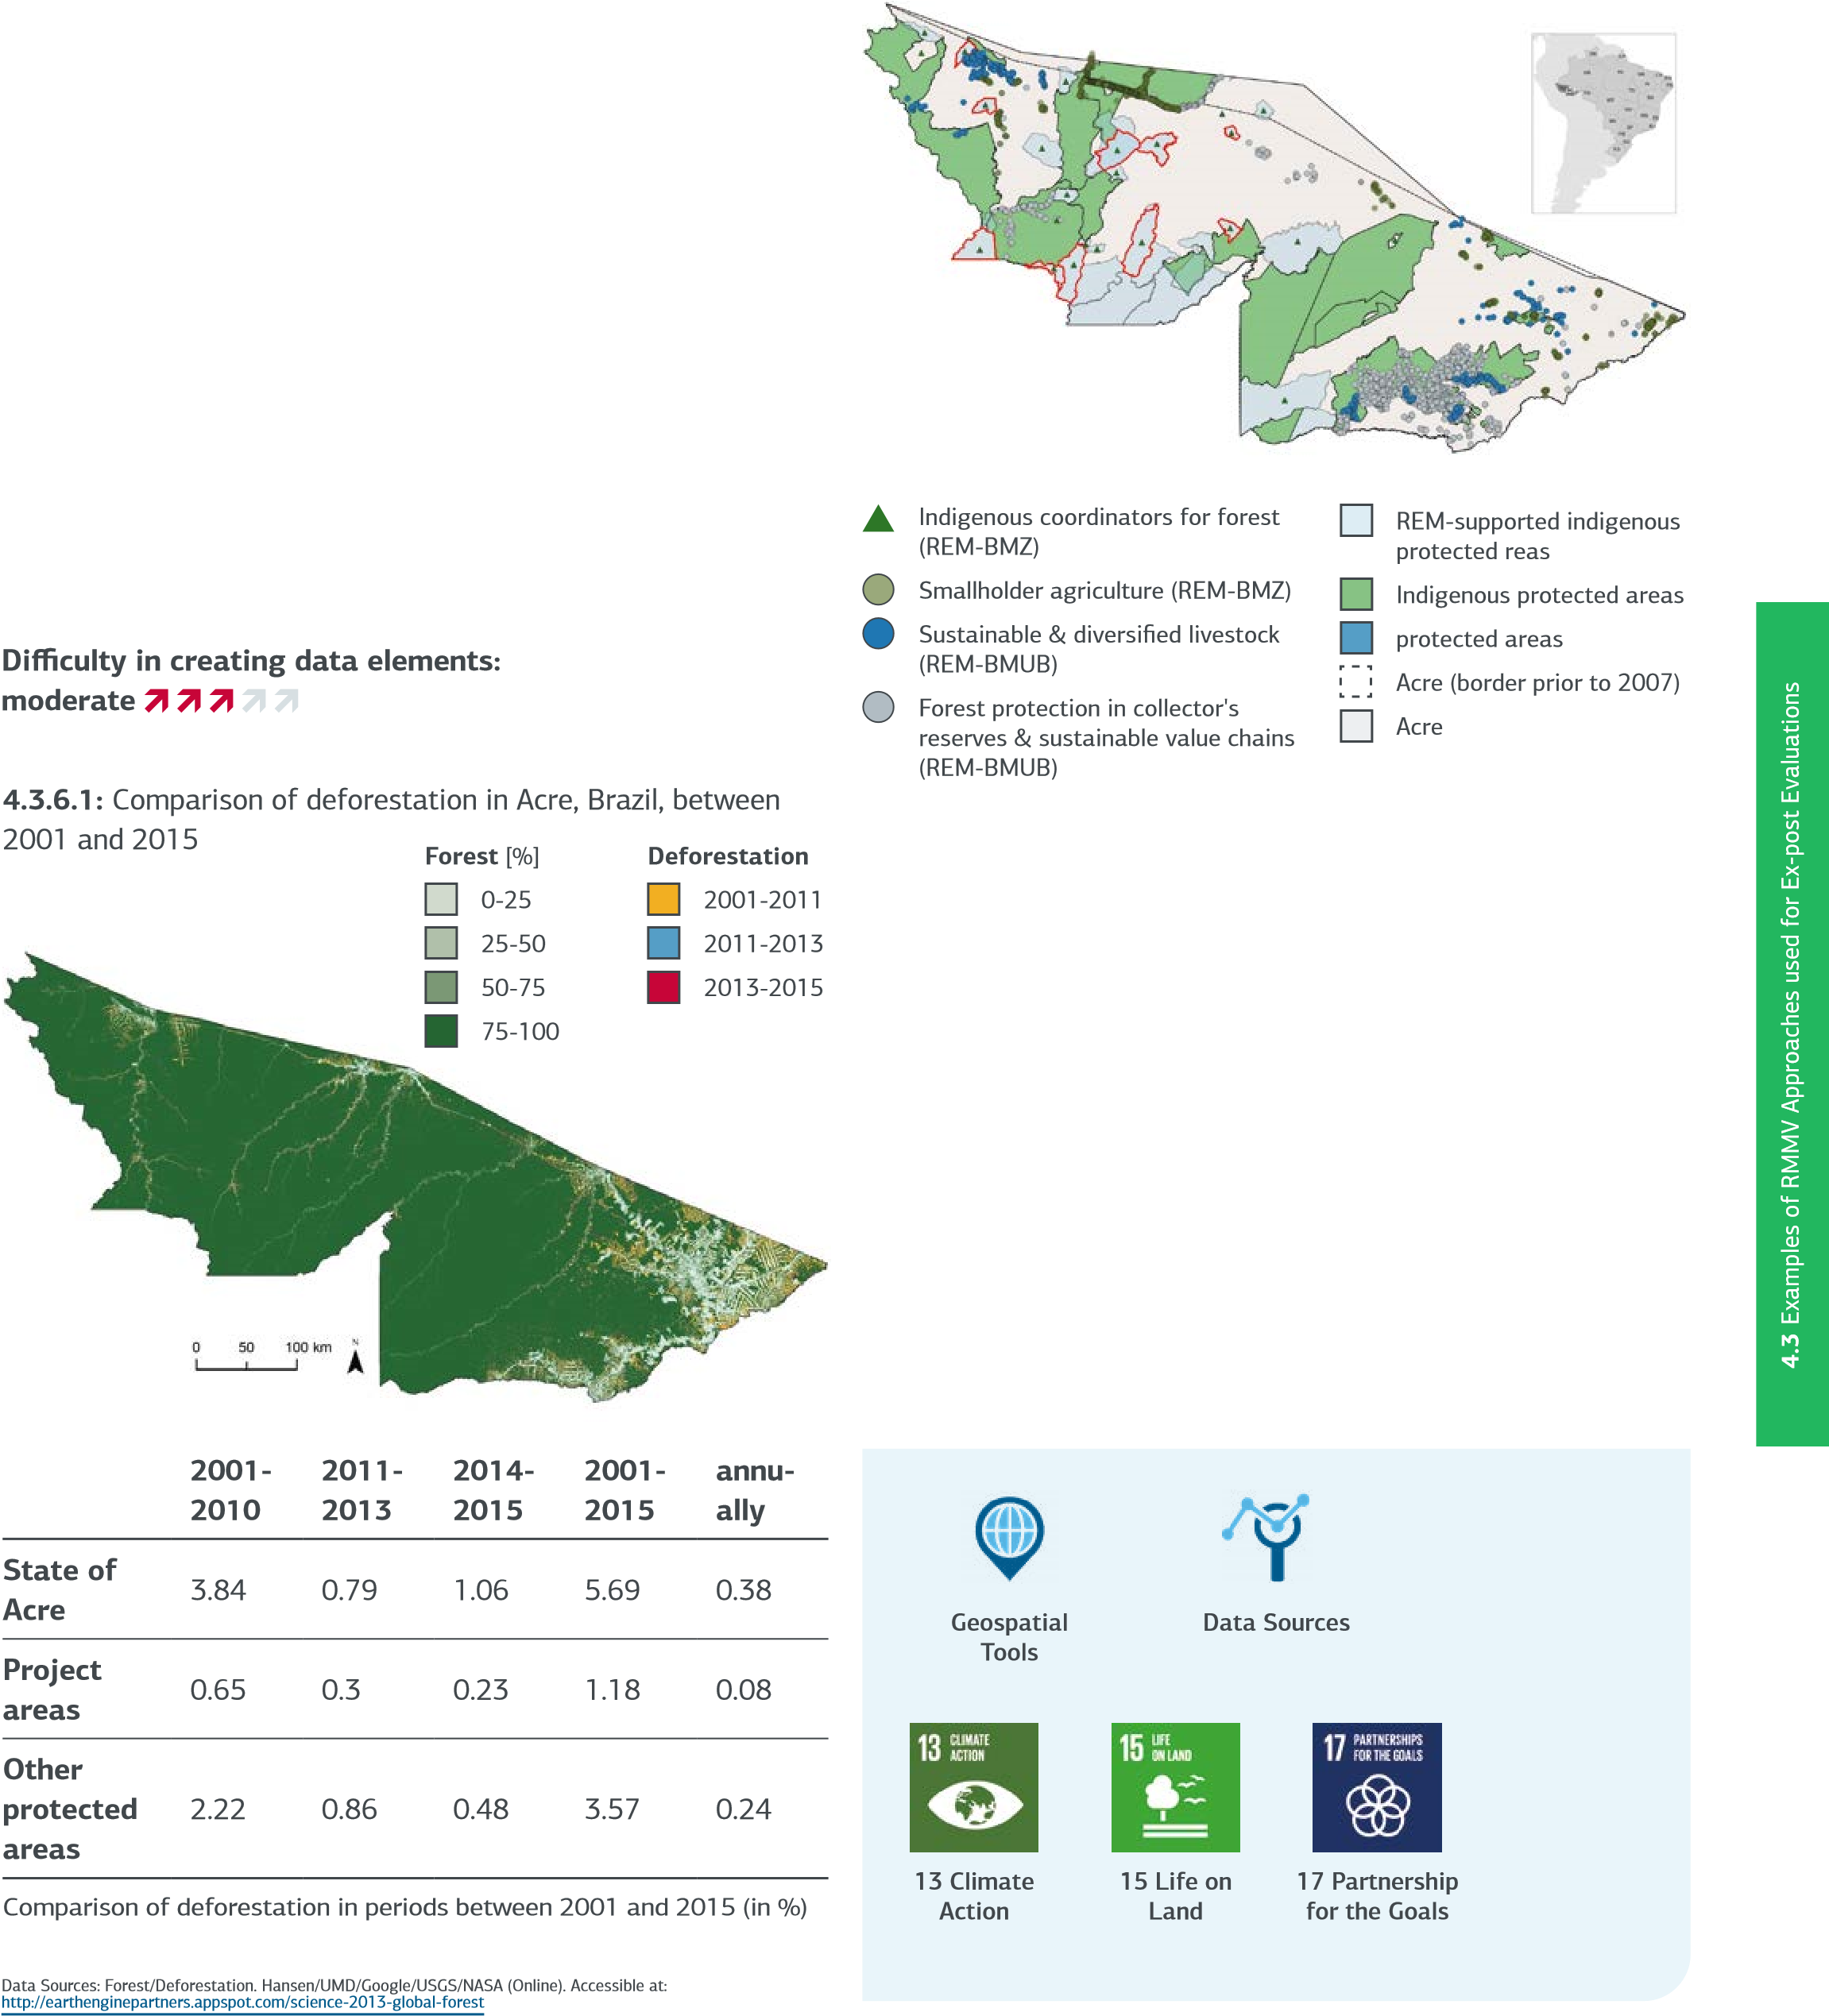 Indigenous coordinators for forest
(REM-BMZ)
Smallholder agriculture (REM-BMZ)
Sustainable & diversified livestock
(REM-BMUB)
Forest protection in collector's
reserves & sustainable value chains
(REM-BMUB)
REM-supported indigenous
protected reas
Indigenous protected areas
protected areas
Acre (border prior to 2007)
Acre
4.3 Examples of RMMV Approaches used for Ex-post Evaluations
Difficulty in creating data elements:
moderate
4.3.6.1: Comparison of deforestation in Acre, Brazil, between
2001 and 2015
Forest [%]
0-25
25-50
50-75
75-100
Deforestation
2001-2011
2011-2013
2013-2015
0 50 100 km
N
2001-2010 2011-2013 2014-2015 2001-2015 annu-ally
State of Acre 3.84 0.79 1.06 5.69 0.38
Project areas 0.65 0.3 0.23 1.18 0.08
Other protected areas 2.22 0.86 0.48 3.57 0.24
Comparison of deforestation in periods between 2001 and 2015 (in %)
Data Sources: Forest/Deforestation. Hansen/UMD/Google/USGS/NASA (Online). Accessible at:
http://earthenginepartners.appspot.com/science-2013-global-forest
Geospatial
Tools
Data Sources
13 CLIMATE
ACTION
15 LIFE
ON LAND
17 PARTNERSHIPS
FOR THE GOALS
13 Climate
Action
15 Life on
Land
17 Partnership
for the Goals